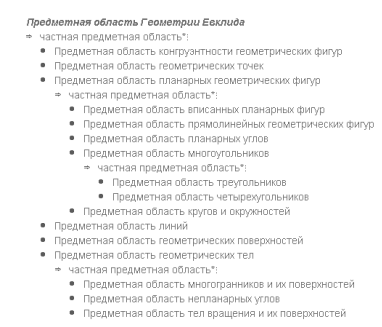 Предметная область Геометрии Евклида
⇒ частная предметная область*:
• Предметная область конгруэнтности геометрических фигур
• Предметная область геометрических точек
• Предметная область планарных геометрических фигур
⇒ частная предметная область*:
• Предметная область вписанных планарных фигур
• Предметная область прямолинейных геометрических фигур
• Предметная область планарных углов
• Предметная область многоугольников
⇒ частная предметная область*:
• Предметная область треугольников
• Предметная область четырехугольников
• Предметная область кругов и окружностей
• Предметная область линий
• Предметная область геометрических поверхностей
• Предметная область геометрических тел
⇒ частная предметная область*:
• Предметная область многогранников и их поверхностей
• Предметная область непланарных углов
• Предметная область тел вращения и их поверхностей